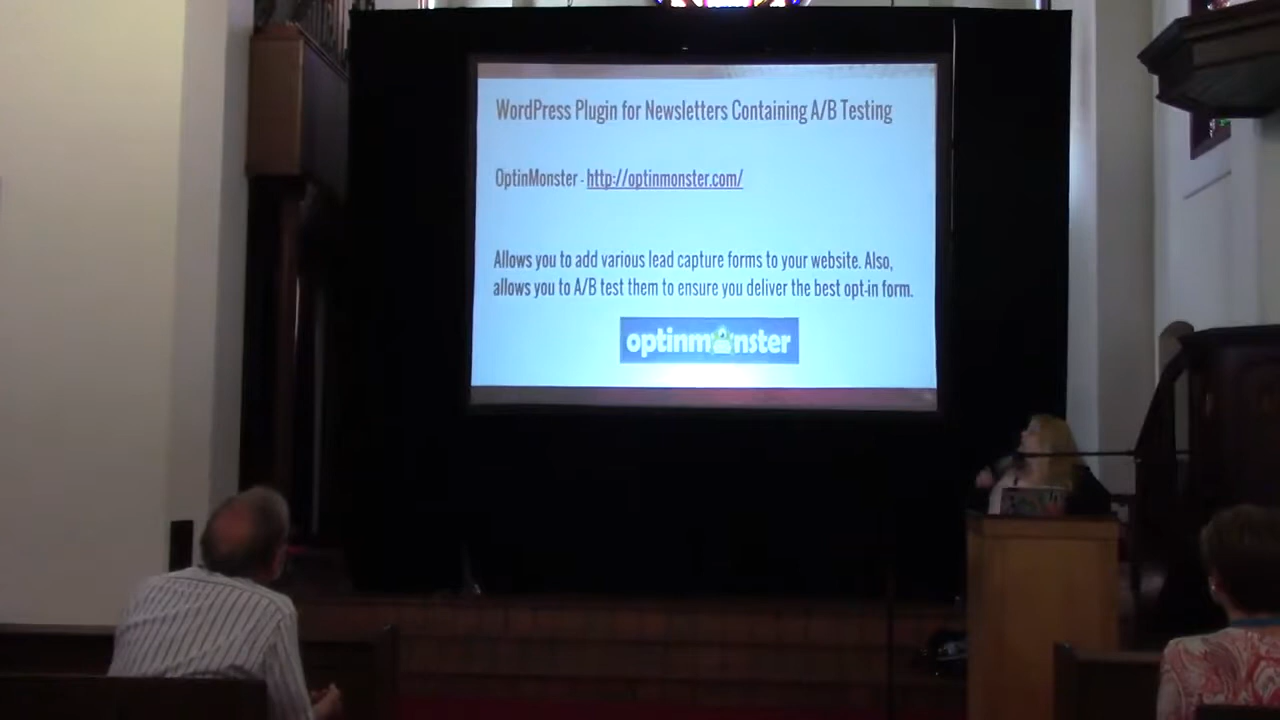 WordPress Plugin for Newsletters Containing A/B Testing
OptinMonster - http://optinmonster.com/
Allows you to add various lead capture forms to your website. Also,
allows you to A/B test them to ensure you deliver the best opt-in form.
optinmonster